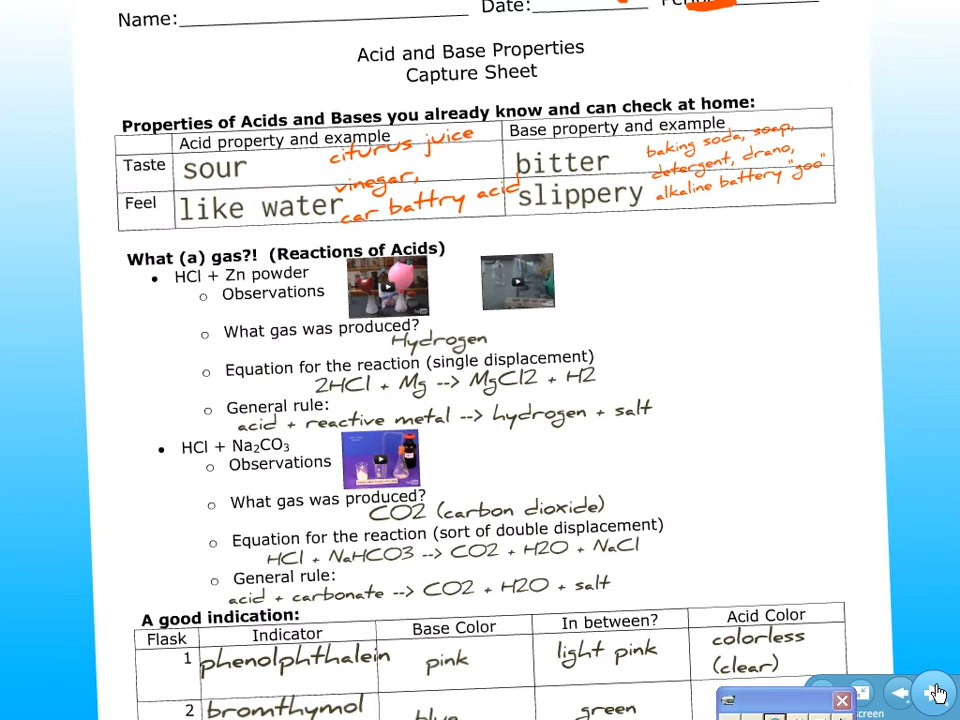 Name:
Date:
Acid and Base Properties
Capture Sheet
Properties of Acids and Bases you already know and can check at home:
Acid property and example
Base property and example
Taste
sour
citurus juice
bitter
baking soda, soap,
detergent, drano,
Feel
like water
vinegar,
car battry acid
slippery
alkaline battery "goo"
What (a) gas?! (Reactions of Acids)
• HCl + Zn powder
o Observations
o What gas was produced?
Hydrogen
o Equation for the reaction (single displacement)
2HCl + Mg --> MgCl2 + H2
o General rule:
acid + reactive metal --> hydrogen + salt
• HCl + Na₂CO₃
o Observations
o What gas was produced?
CO2 (carbon dioxide)
o Equation for the reaction (sort of double displacement)
HCl + NaHCO3 --> CO2 + H2O + NaCl
o General rule:
acid + carbonate --> CO2 + H2O + salt
A good indication:
Flask
Indicator
Base Color
In between?
Acid Color
1
phenolphthalein
pink
light pink
colorless
(clear)
2
bromthymol
blue
green
screen